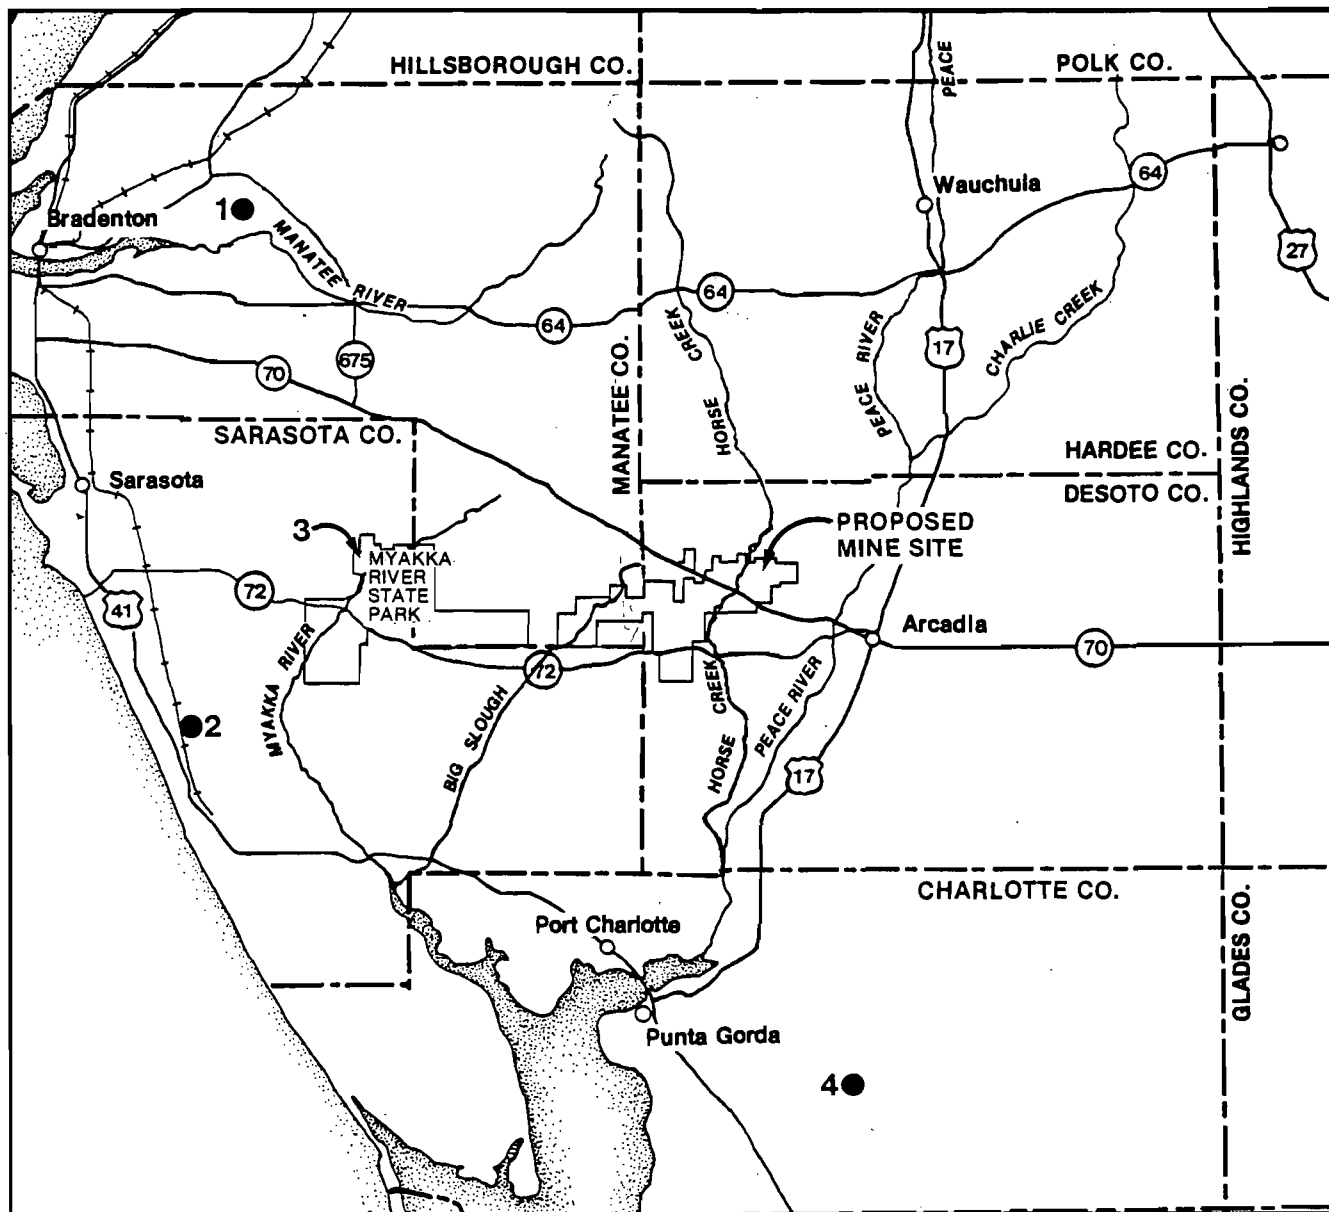 HILLSBOROUGH CO.
POLK CO.
PEACE
64
Wauchula
1
Bradenton
MANATEE
RIVER
27
64
64
CREEK
HORSE
PEACE RIVER
17
CHARLIE CREEK
675
70
MANATEE CO.
HIGHLANDS CO.
SARASOTA CO.
HARDEE CO.
DESOTO CO.
Sarasota
3
MYAKKA
RIVER
STATE
PARK
PROPOSED
MINE SITE
72
41
Arcadia
70
72
MYAKKA RIVER
BIG SLOUGH
HORSE CREEK
PEACE RIVER
2
17
CHARLOTTE CO.
GLADES CO.
Port Charlotte
Punta Gorda
4